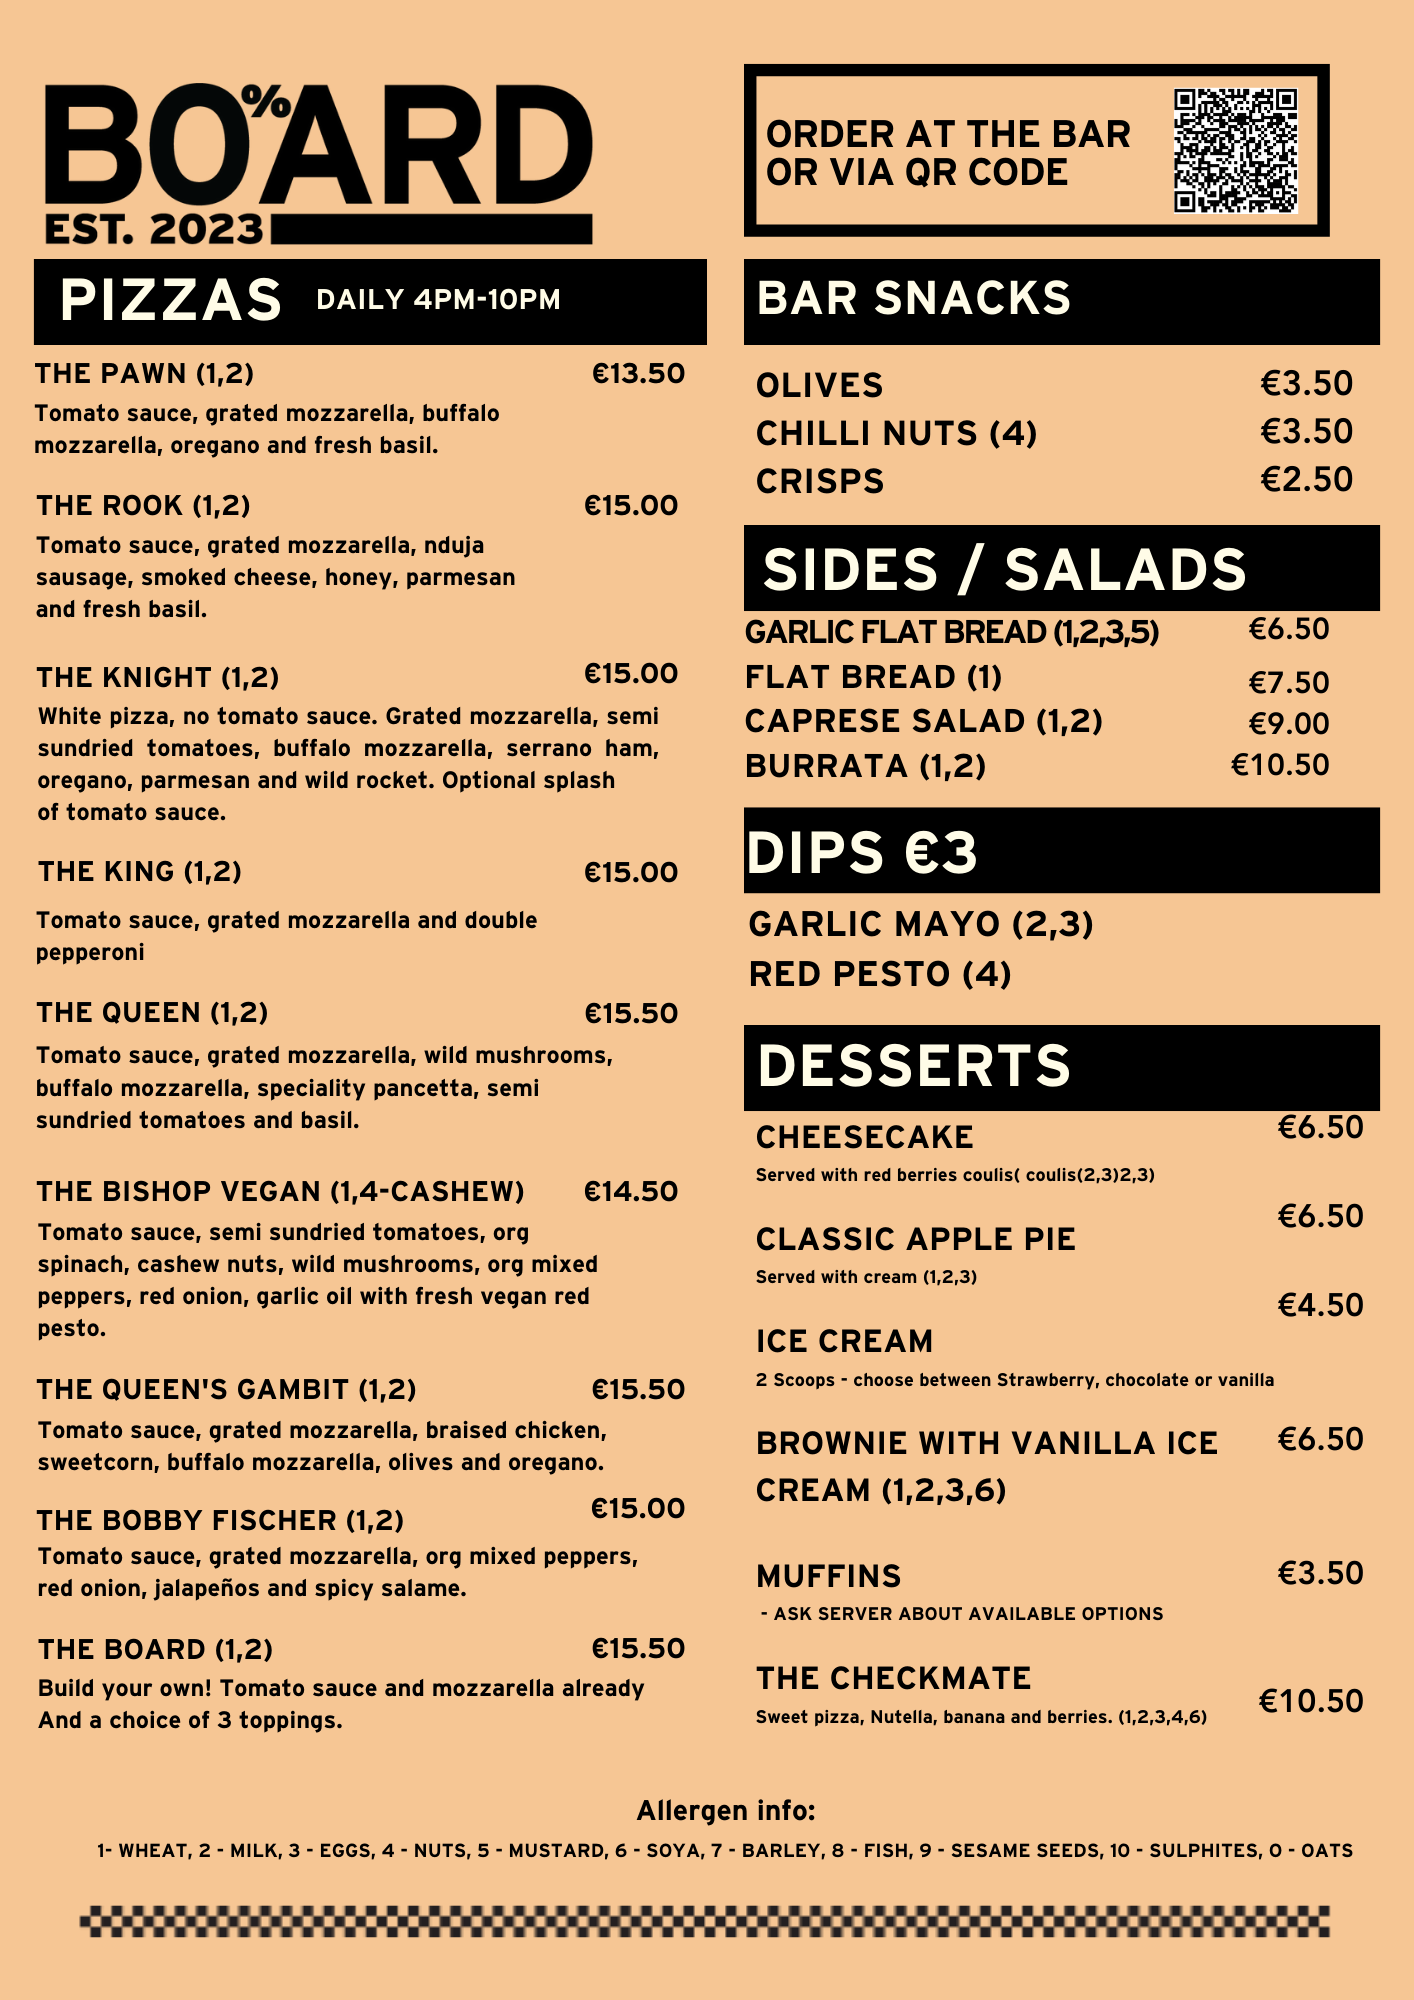 BO%ARD
EST. 2023
ORDER AT THE BAR
OR VIA QR CODE
PIZZAS DAILY 4PM-10PM
THE PAWN (1,2) €13.50
Tomato sauce, grated mozzarella, buffalo
mozzarella, oregano and fresh basil.
THE ROOK (1,2) €15.00
Tomato sauce, grated mozzarella, nduja
sausage, smoked cheese, honey, parmesan
and fresh basil.
THE KNIGHT (1,2) €15.00
White pizza, no tomato sauce. Grated mozzarella, semi
sundried tomatoes, buffalo mozzarella, serrano ham,
oregano, parmesan and wild rocket. Optional splash
of tomato sauce.
THE KING (1,2) €15.00
Tomato sauce, grated mozzarella and double
pepperoni
THE QUEEN (1,2) €15.50
Tomato sauce, grated mozzarella, wild mushrooms,
buffalo mozzarella, speciality pancetta, semi
sundried tomatoes and basil.
THE BISHOP VEGAN (1,4-CASHEW) €14.50
Tomato sauce, semi sundried tomatoes, org
spinach, cashew nuts, wild mushrooms, org mixed
peppers, red onion, garlic oil with fresh vegan red
pesto.
THE QUEEN'S GAMBIT (1,2) €15.50
Tomato sauce, grated mozzarella, braised chicken,
sweetcorn, buffalo mozzarella, olives and oregano.
THE BOBBY FISCHER (1,2) €15.00
Tomato sauce, grated mozzarella, org mixed peppers,
red onion, jalapeños and spicy salame.
THE BOARD (1,2) €15.50
Build your own! Tomato sauce and mozzarella already
And a choice of 3 toppings.
BAR SNACKS
OLIVES €3.50
CHILLI NUTS (4) €3.50
CRISPS €2.50
SIDES / SALADS
GARLIC FLAT BREAD (1,2,3,5) €6.50
FLAT BREAD (1) €7.50
CAPRESE SALAD (1,2) €9.00
BURRATA (1,2) €10.50
DIPS €3
GARLIC MAYO (2,3)
RED PESTO (4)
DESSERTS
CHEESECAKE €6.50
Served with red berries coulis( coulis(2,3)2,3)
CLASSIC APPLE PIE €6.50
Served with cream (1,2,3)
ICE CREAM €4.50
2 Scoops - choose between Strawberry, chocolate or vanilla
BROWNIE WITH VANILLA ICE €6.50
CREAM (1,2,3,6)
MUFFINS €3.50
- ASK SERVER ABOUT AVAILABLE OPTIONS
THE CHECKMATE €10.50
Sweet pizza, Nutella, banana and berries. (1,2,3,4,6)
Allergen info:
1- WHEAT, 2 - MILK, 3 - EGGS, 4 - NUTS, 5 - MUSTARD, 6 - SOYA, 7 - BARLEY, 8 - FISH, 9 - SESAME SEEDS, 10 - SULPHITES, O - OATS